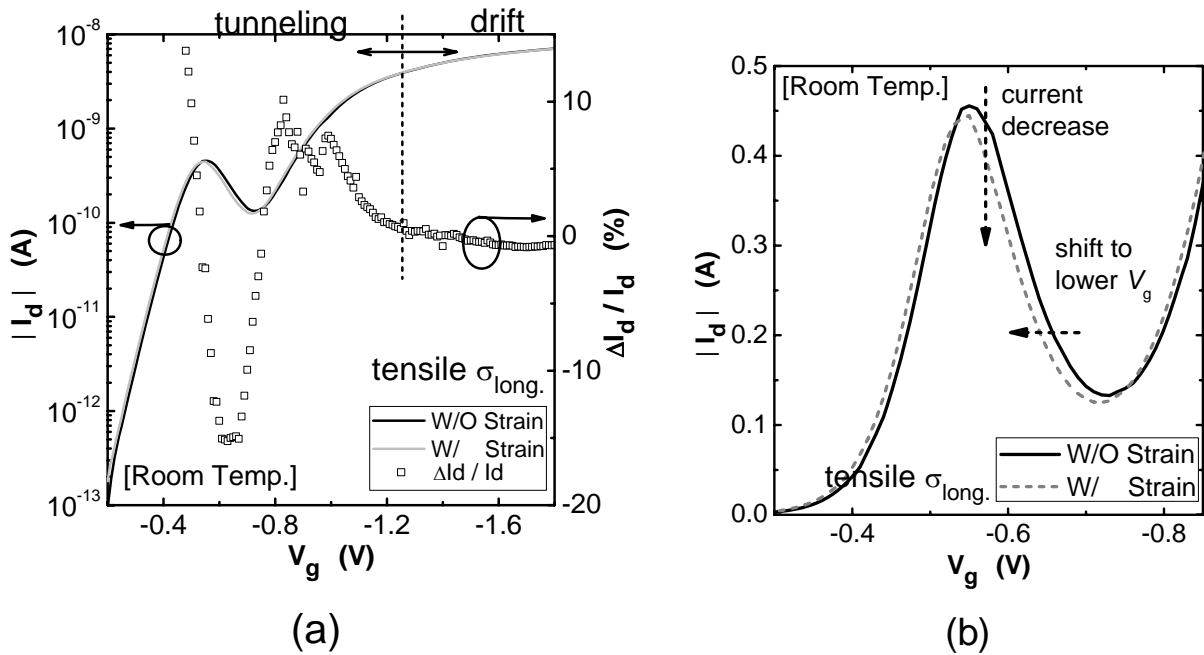 tunneling
drift
[Room Temp.]
tensile σlong.
W/O Strain
W/ Strain
ΔId / Id
10⁻⁸
10⁻⁹
10⁻¹⁰
10⁻¹¹
10⁻¹²
10⁻¹³
| Id | (A)
10
0
-10
-20
ΔId / Id (%)
-0.4
-0.8
-1.2
-1.6
Vg (V)
(a)
[Room Temp.]
current
decrease
shift to
lower Vg
tensile σlong.
W/O Strain
W/ Strain
0.5
0.4
0.3
0.2
0.1
0.0
| Id | (A)
-0.4
-0.6
-0.8
Vg (V)
(b)